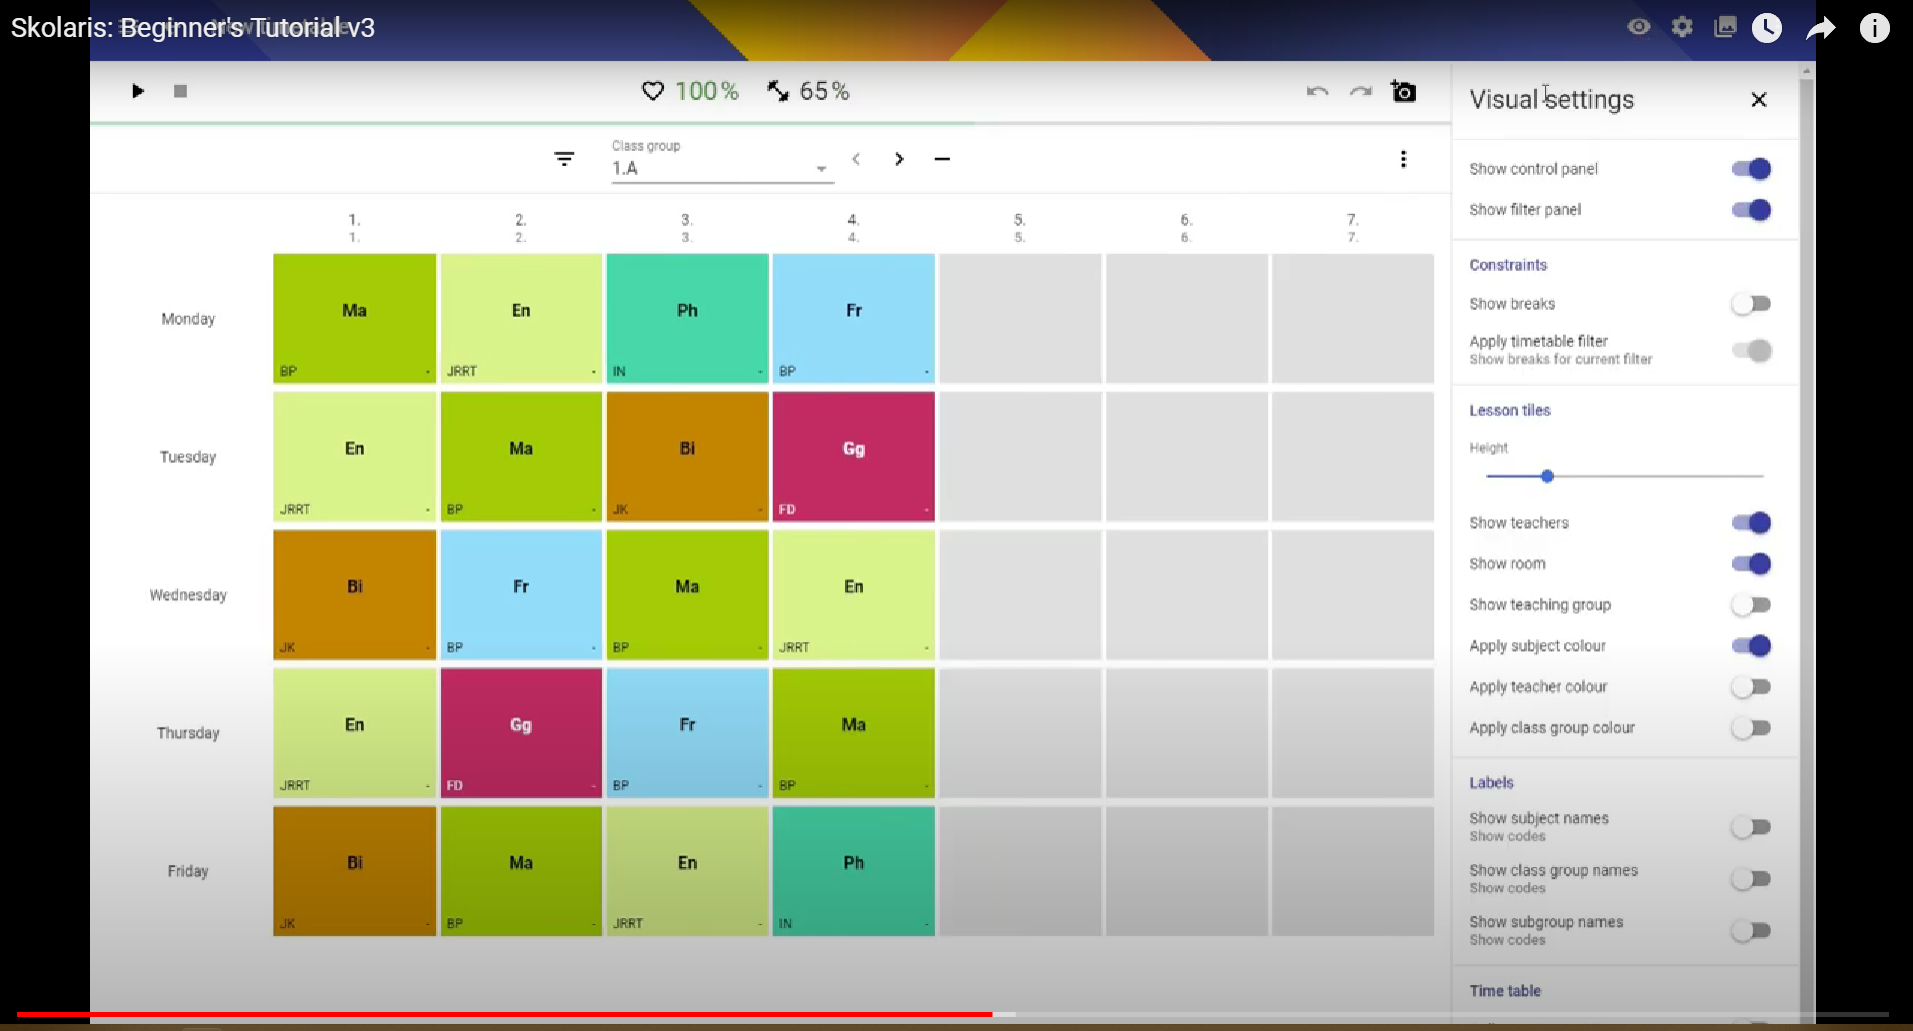 Skolaris: Beginner's Tutorial v3
100%
65%
Class group
1.A
1. 2. 3. 4. 5. 6. 7.
1. 2. 3. 4. 5. 6. 7.
Monday
Ma En Ph Fr
BP - JRRT - IN - BP -
Tuesday
En Ma Bi Gg
JRRT - BP - JK - FD -
Wednesday
Bi Fr Ma En
JK - BP - BP - JRRT -
Thursday
En Gg Fr Ma
JRRT - FD - BP - BP -
Friday
Bi Ma En Ph
JK - BP - JRRT - IN -
Visual settings
Show control panel
Show filter panel
Constraints
Show breaks
Apply timetable filter
Show breaks for current filter
Lesson tiles
Height
Show teachers
Show room
Show teaching group
Apply subject colour
Apply teacher colour
Apply class group colour
Labels
Show subject names
Show codes
Show class group names
Show codes
Show subgroup names
Show codes
Time table